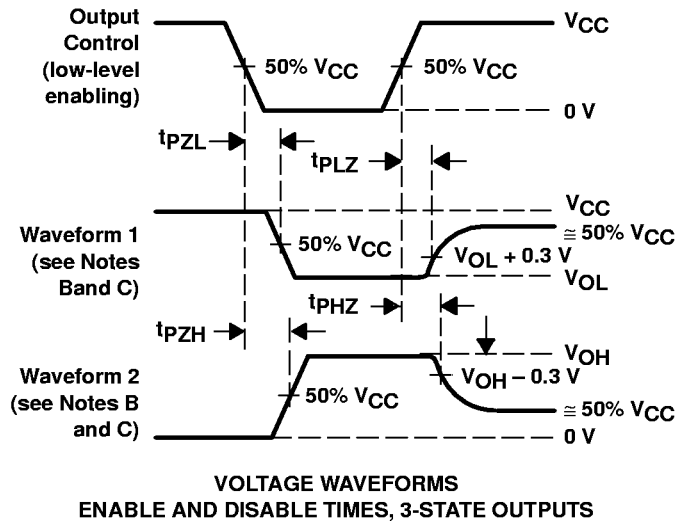 Output
Control
(low-level
enabling)
VCC
50% VCC
50% VCC
0 V
tPZL
tPLZ
VCC
Waveform 1
(see Notes
Band C)
50% VCC
≅ 50% VCC
VOL + 0.3 V
VOL
tPHZ
tPZH
VOH
Waveform 2
(see Notes B
and C)
VOH – 0.3 V
50% VCC
≅ 50% VCC
0 V
VOLTAGE WAVEFORMS
ENABLE AND DISABLE TIMES, 3-STATE OUTPUTS